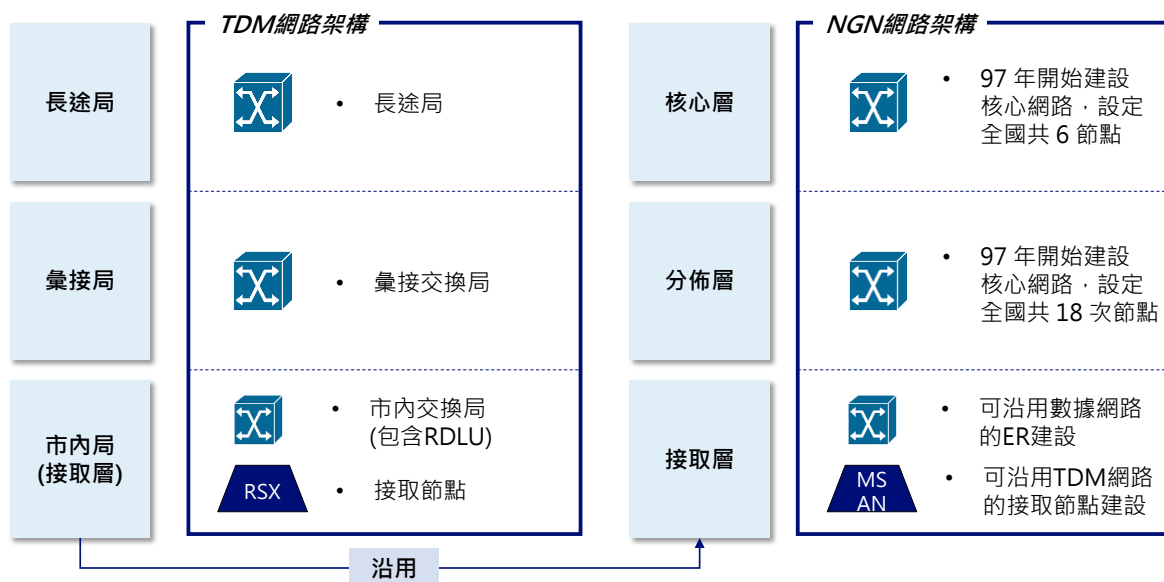 TDM網路架構
長途局
• 長途局
彙接局
• 彙接交換局
市內局
(接取層)
• 市內交換局
(包含RDLU)
RSX
• 接取節點
NGN網路架構
核心層
• 97 年開始建設
核心網路，設定
全國共 6 節點
分佈層
• 97 年開始建設
核心網路，設定
全國共 18 次節點
接取層
• 可沿用數據網路
的ER建設
MS
AN
• 可沿用TDM網路
的接取節點建設
沿用